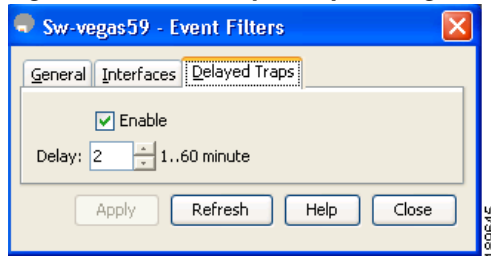 Sw-vegas59 - Event Filters
General Interfaces Delayed Traps
Enable
Delay: 2 1..60 minute
Apply Refresh Help Close